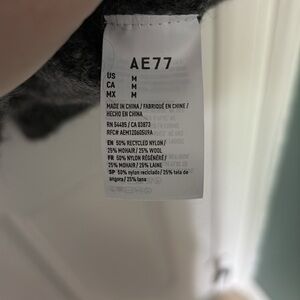 AE77
US M
CA M
MX M
MADE IN CHINA / FABRIQUÉ EN CHINE /
HECHO EN CHINA
RN 54485 / CA 03873
EN 50% RECYCLED NYLON /
25% MOHAIR / 25% WOOL
FR 50% NYLON RÉGÉNÉRÉ /
25% MOHAIR / 25% LAINE
SP 50% nylon reciclado / 25% tela de
angora / 25% lana